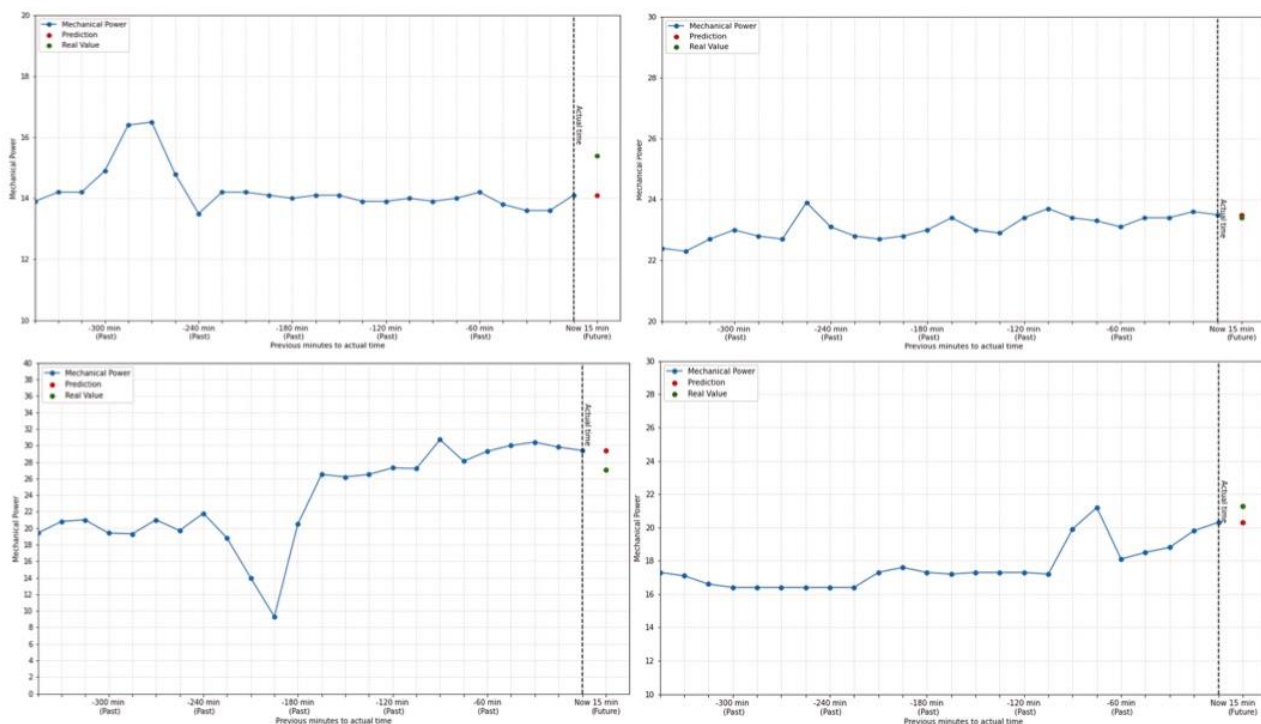 20
18
16
14
12
10
Mechanical Power
Mechanical Power
Prediction
Real Value
Actual time
-300 min
(Past)
-240 min
(Past)
-180 min
(Past)
-120 min
(Past)
-60 min
(Past)
Now 15 min
(Future)
Previous minutes to actual time
30
28
26
24
22
20
Mechanical Power
Mechanical Power
Prediction
Real Value
Actual time
-300 min
(Past)
-240 min
(Past)
-180 min
(Past)
-120 min
(Past)
-60 min
(Past)
Now 15 min
(Future)
Previous minutes to actual time
40
38
36
34
32
30
28
26
24
22
20
18
16
14
12
10
8
6
4
2
0
Mechanical Power
Mechanical Power
Prediction
Real Value
Actual time
-300 min
(Past)
-240 min
(Past)
-180 min
(Past)
-120 min
(Past)
-60 min
(Past)
Now 15 min
(Future)
Previous minutes to actual time
30
28
26
24
22
20
18
16
14
12
10
Mechanical Power
Mechanical Power
Prediction
Real Value
Actual time
-300 min
(Past)
-240 min
(Past)
-180 min
(Past)
-120 min
(Past)
-60 min
(Past)
Now 15 min
(Future)
Previous minutes to actual time